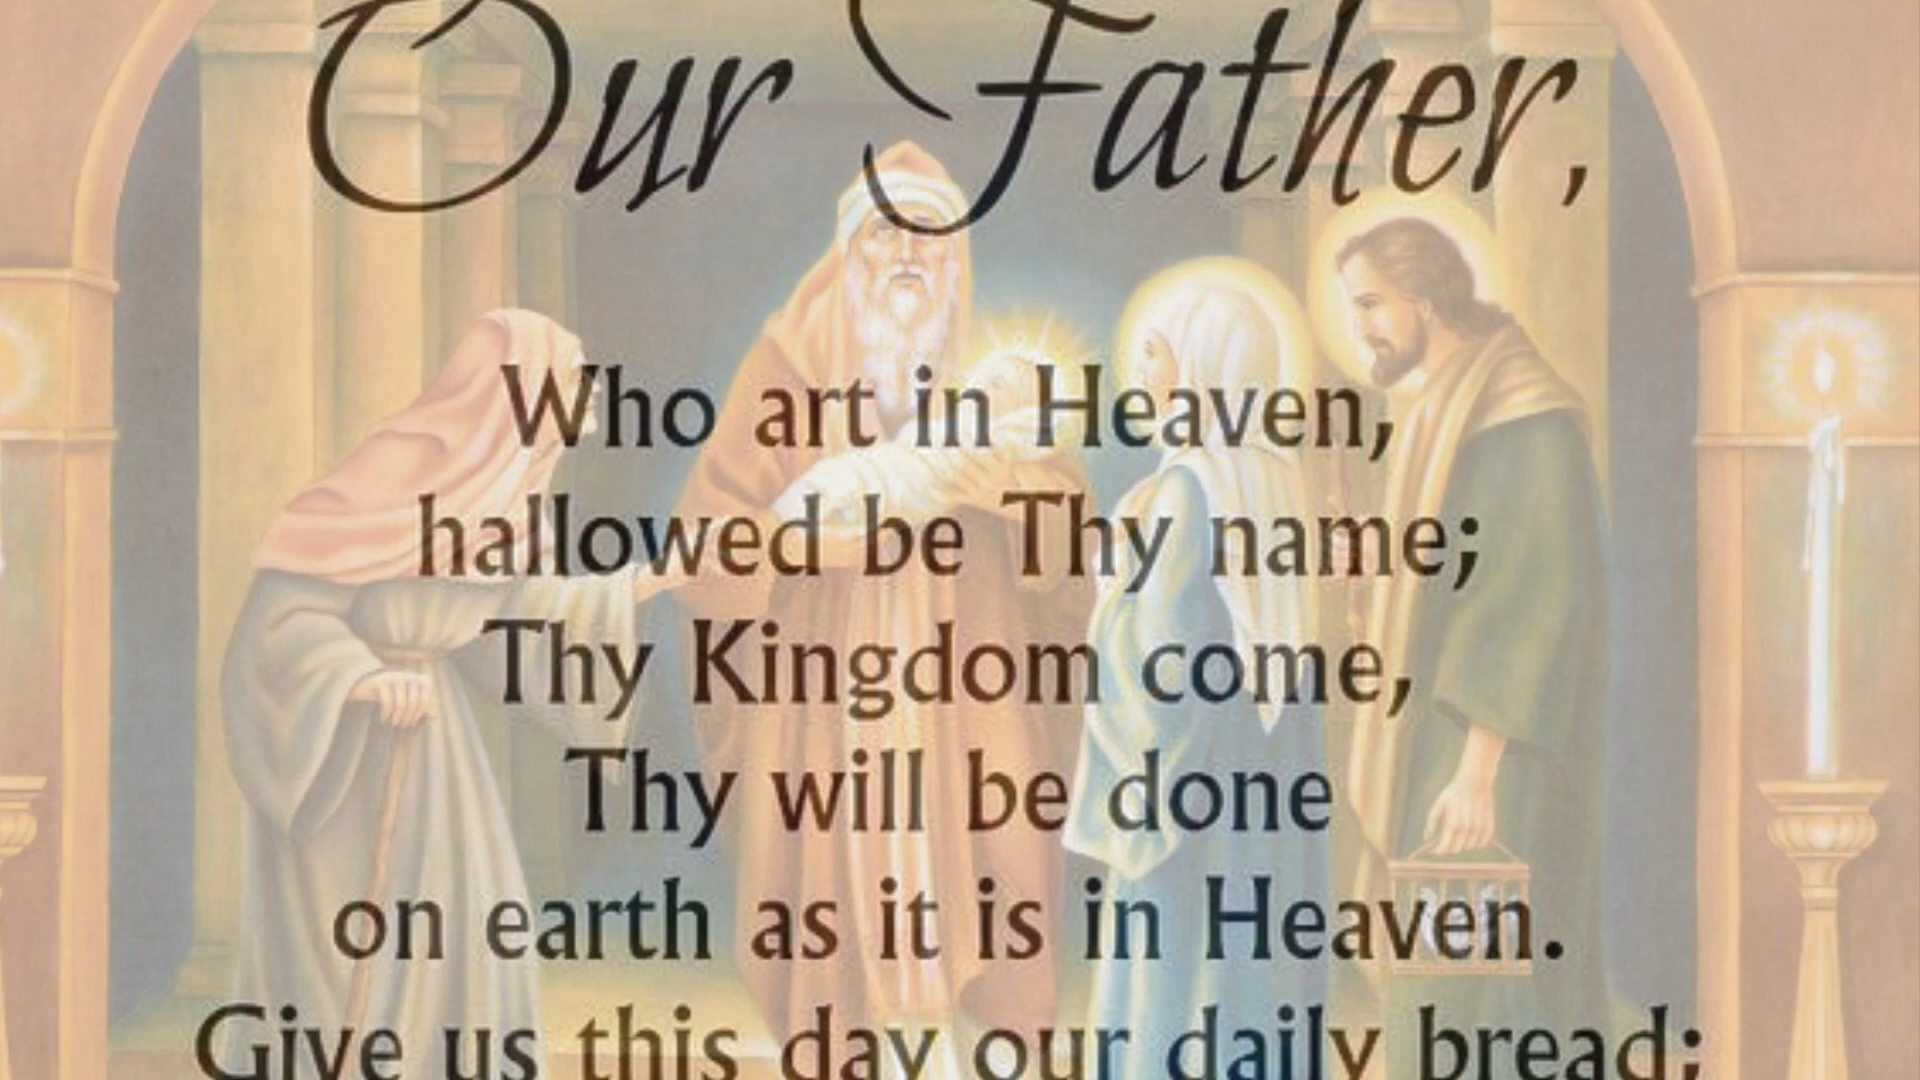 Our Father,
Who art in Heaven,
hallowed be Thy name;
Thy Kingdom come,
Thy will be done
on earth as it is in Heaven.
Give us this day our daily bread;